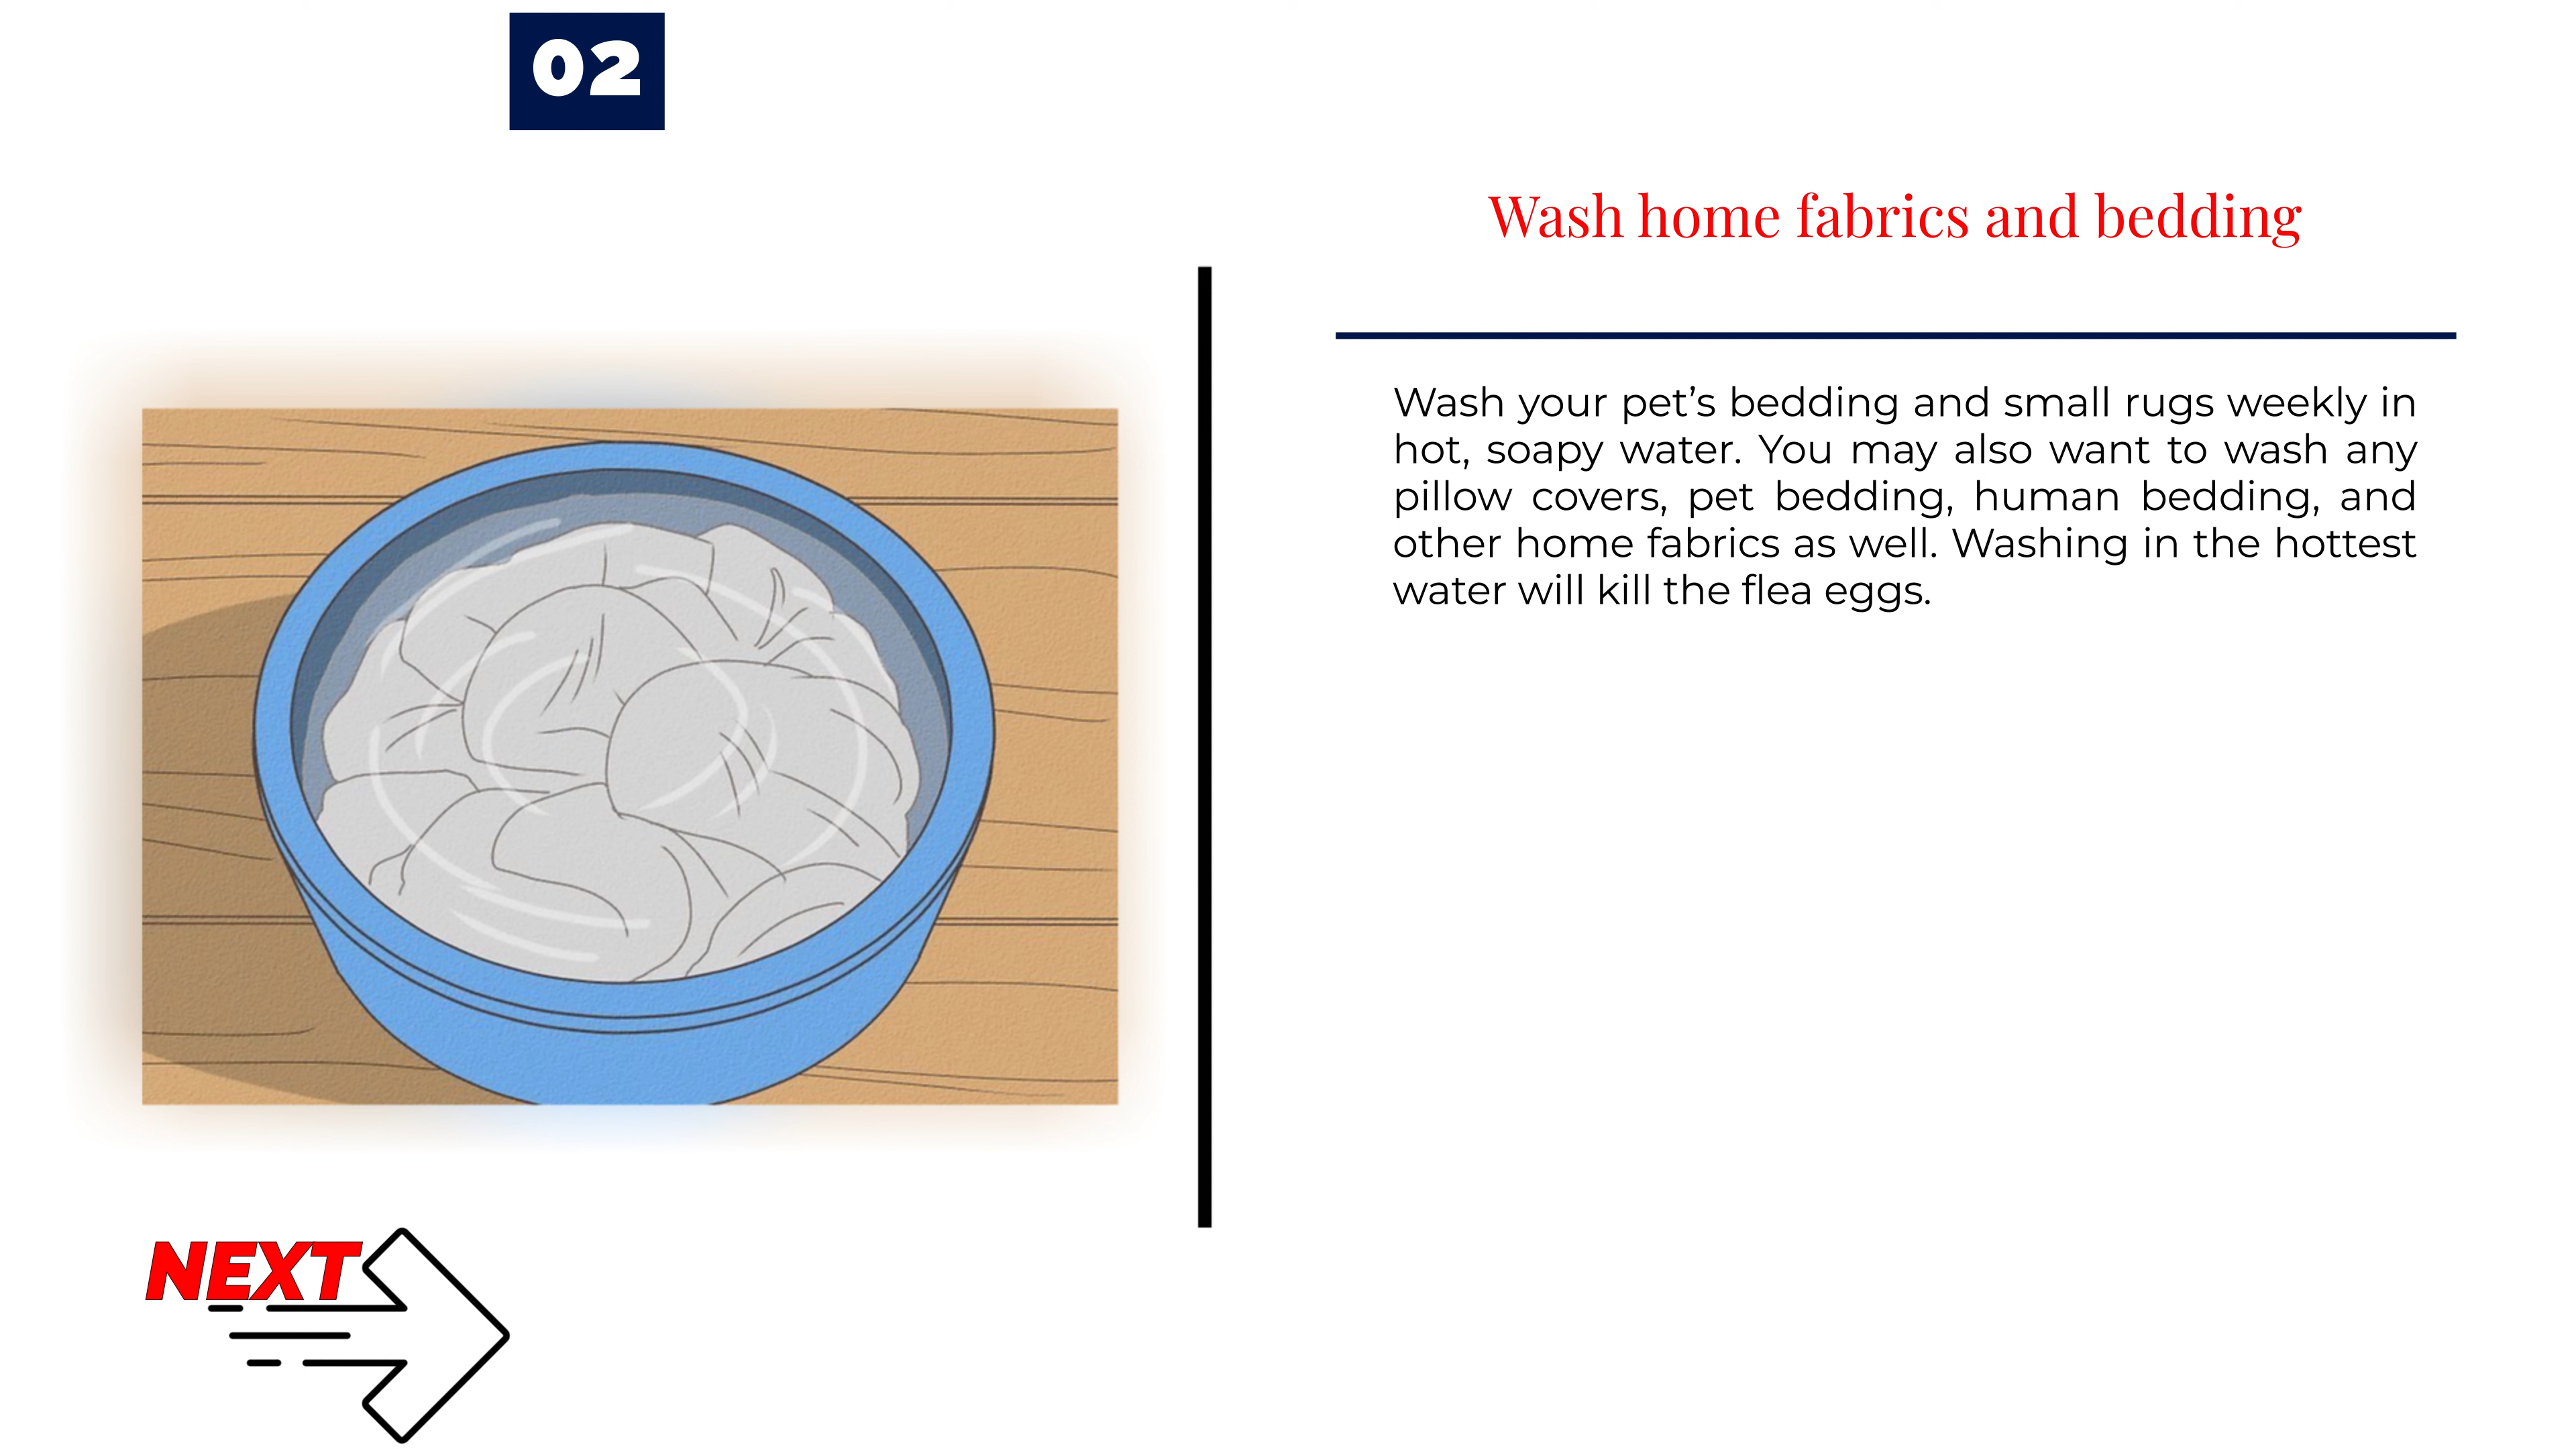 02
Wash home fabrics and bedding
Wash your pet’s bedding and small rugs weekly in
hot, soapy water. You may also want to wash any
pillow covers, pet bedding, human bedding, and
other home fabrics as well. Washing in the hottest
water will kill the flea eggs.
NEXT